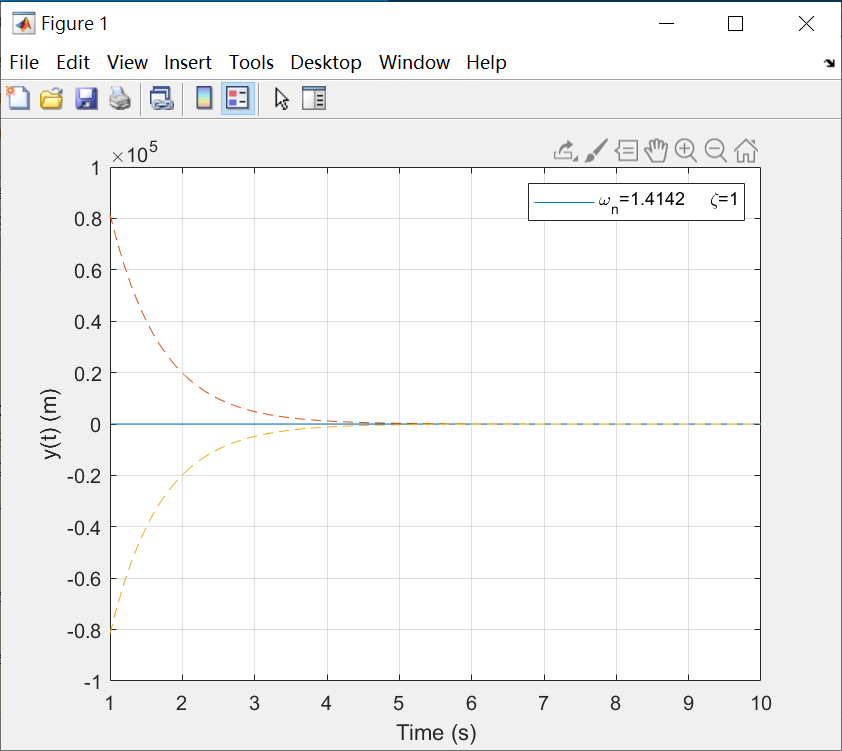 Figure 1
File Edit View Insert Tools Desktop Window Help
×10^5
ωₙ=1.4142 ζ=1
1
0.8
0.6
0.4
0.2
0
-0.2
-0.4
-0.6
-0.8
-1
y(t) (m)
1 2 3 4 5 6 7 8 9 10
Time (s)